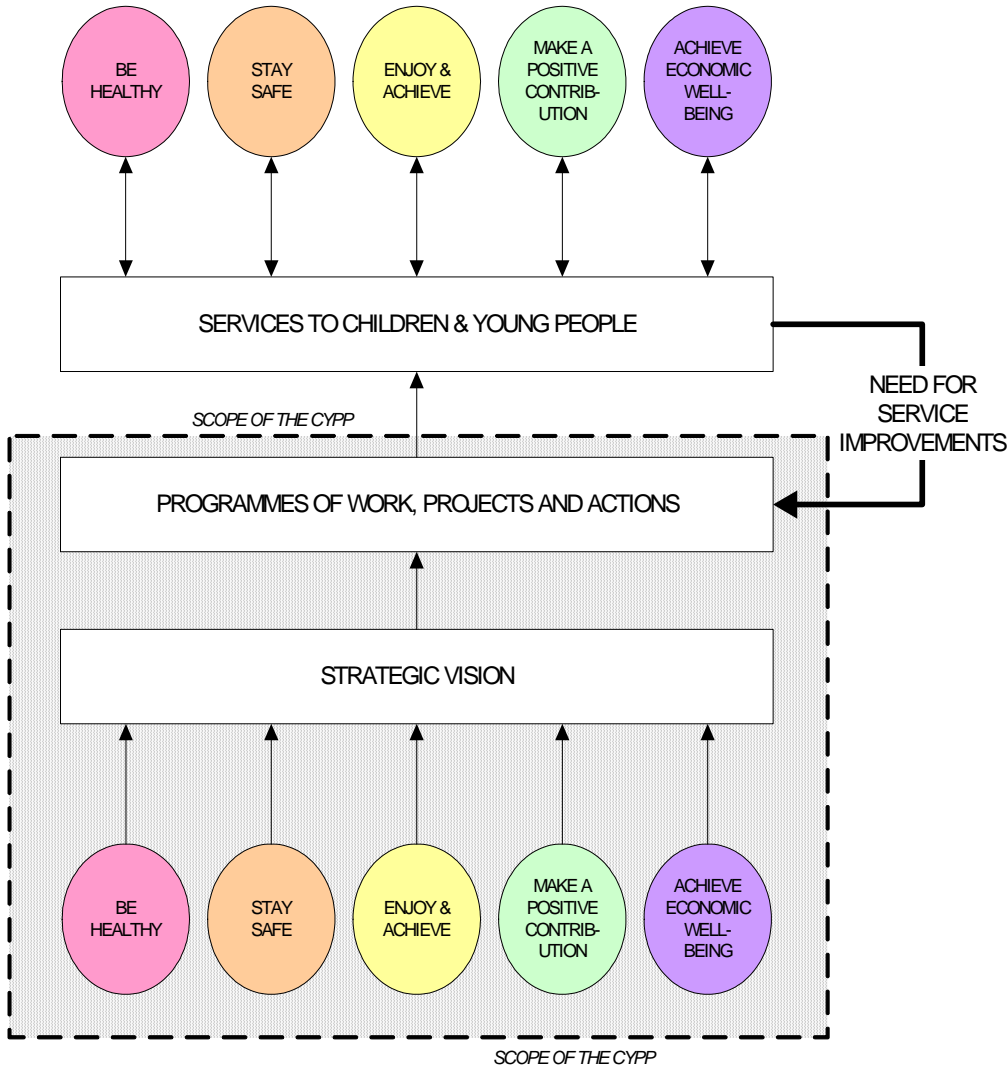 BE
HEALTHY
STAY
SAFE
ENJOY &
ACHIEVE
MAKE A
POSITIVE
CONTRIB-
UTION
ACHIEVE
ECONOMIC
WELL-
BEING
SERVICES TO CHILDREN & YOUNG PEOPLE
NEED FOR
SERVICE
IMPROVEMENTS
SCOPE OF THE CYPP
PROGRAMMES OF WORK, PROJECTS AND ACTIONS
STRATEGIC VISION
BE
HEALTHY
STAY
SAFE
ENJOY &
ACHIEVE
MAKE A
POSITIVE
CONTRIB-
UTION
ACHIEVE
ECONOMIC
WELL-
BEING
SCOPE OF THE CYPP